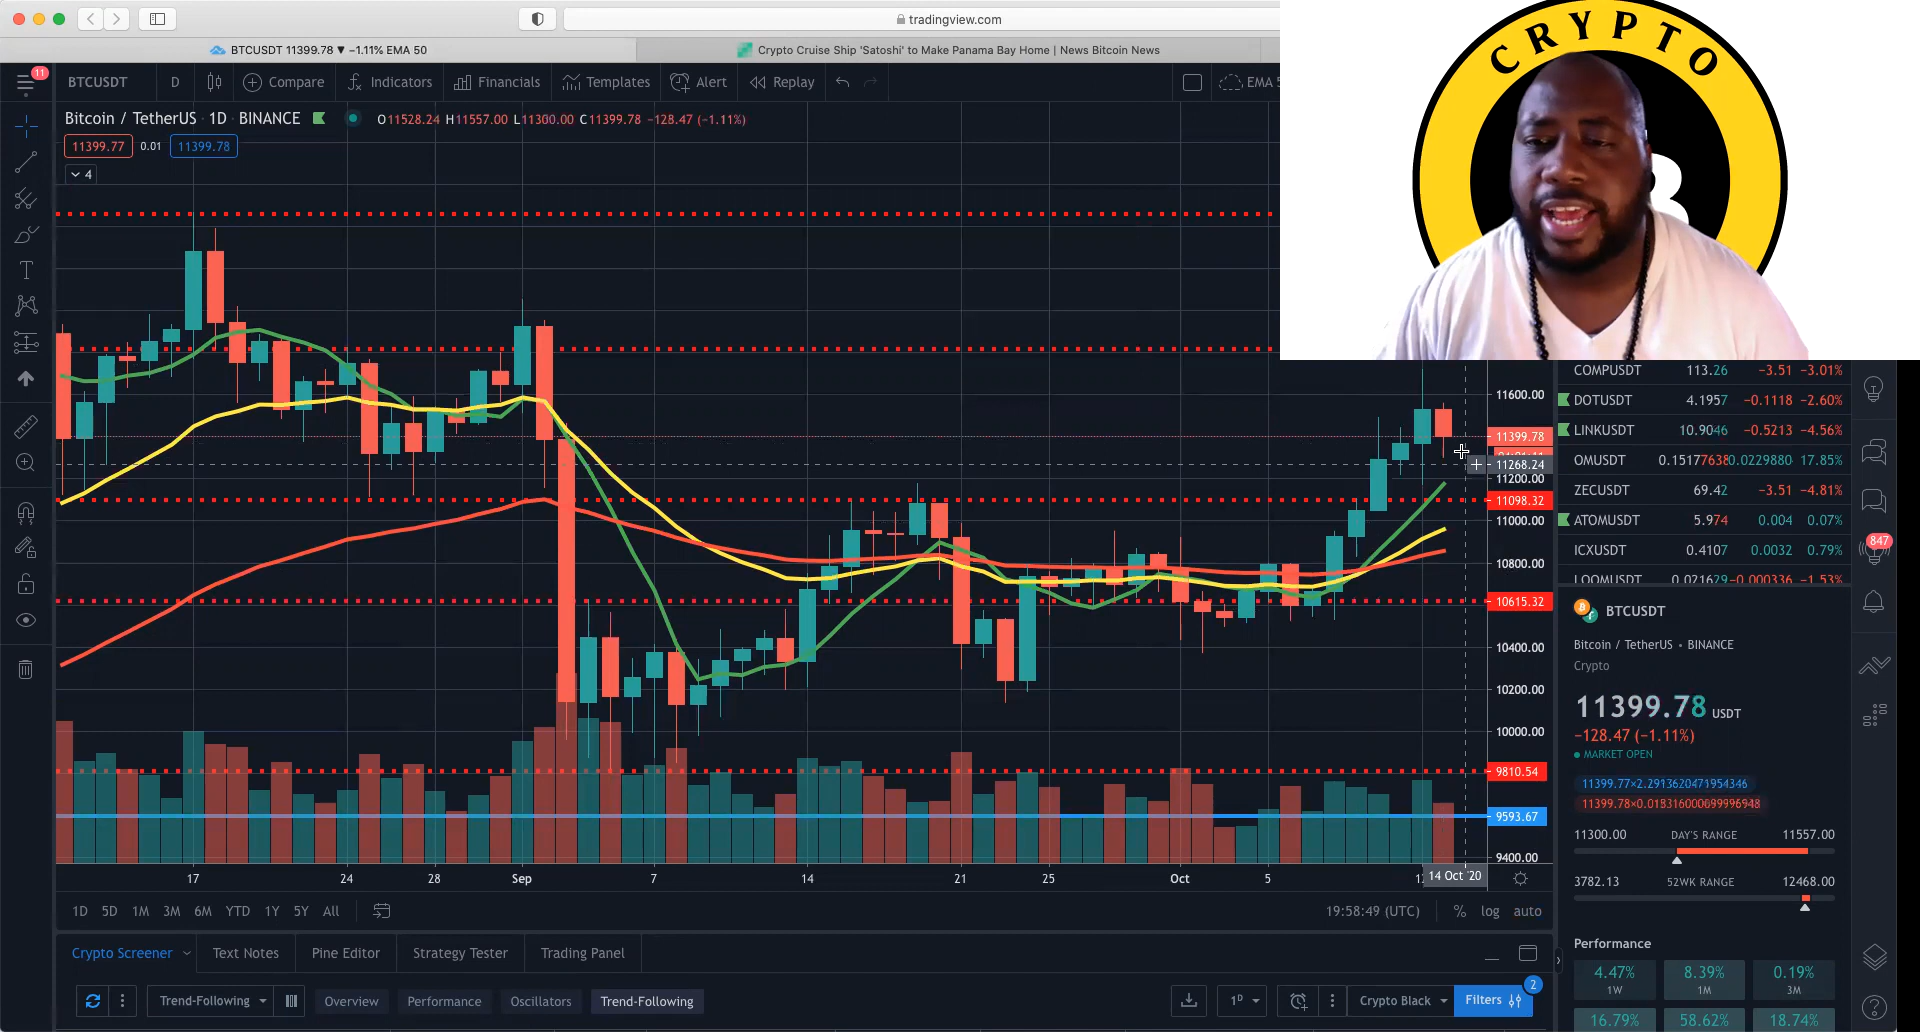 tradingview.com
BTCUSDT 11399.78 ▼ −1.11% EMA 50
Crypto Cruise Ship 'Satoshi' to Make Panama Bay Home | News Bitcoin News
CRYPTO
11
BTCUSDT D Compare Indicators Financials Templates Alert Replay EMA 5
Bitcoin / TetherUS · 1D · BINANCE O11528.24 H11557.00 L11300.00 C11399.78 −128.47 (−1.11%)
11399.77 0.01 11399.78
4
11600.00
11399.78
11268.24
11200.00
11098.32
11000.00
10800.00
10615.32
10400.00
10200.00
10000.00
9810.54
9593.67
9400.00
17 24 28 Sep 7 14 21 25 Oct 5 14 Oct '20
1D 5D 1M 3M 6M YTD 1Y 5Y All 19:58:49 (UTC) % log auto
Crypto Screener Text Notes Pine Editor Strategy Tester Trading Panel
Trend-Following Overview Performance Oscillators Trend-Following 1D Crypto Black Filters 2
COMPUSDT 113.26 −3.51 −3.01%
DOTUSDT 4.1957 −0.1118 −2.60%
LINKUSDT 10.9046 −0.5213 −4.56%
OMUSDT 0.15177638 0.0229880 17.85%
ZECUSDT 69.42 −3.51 −4.81%
ATOMUSDT 5.974 0.004 0.07%
ICXUSDT 0.4107 0.0032 0.79%
LOOMUSDT 0.021629 −0.000336 −1.53%
847
BTCUSDT
Bitcoin / TetherUS • BINANCE
Crypto
11399.78 USDT
−128.47 (−1.11%)
MARKET OPEN
11399.77×2.2913620471954346
11399.78×0.018316000699996948
11300.00 DAY'S RANGE 11557.00
3782.13 52WK RANGE 12468.00
Performance
4.47% 8.39% 0.19%
1W 1M 3M
16.79% 58.62% 18.74%